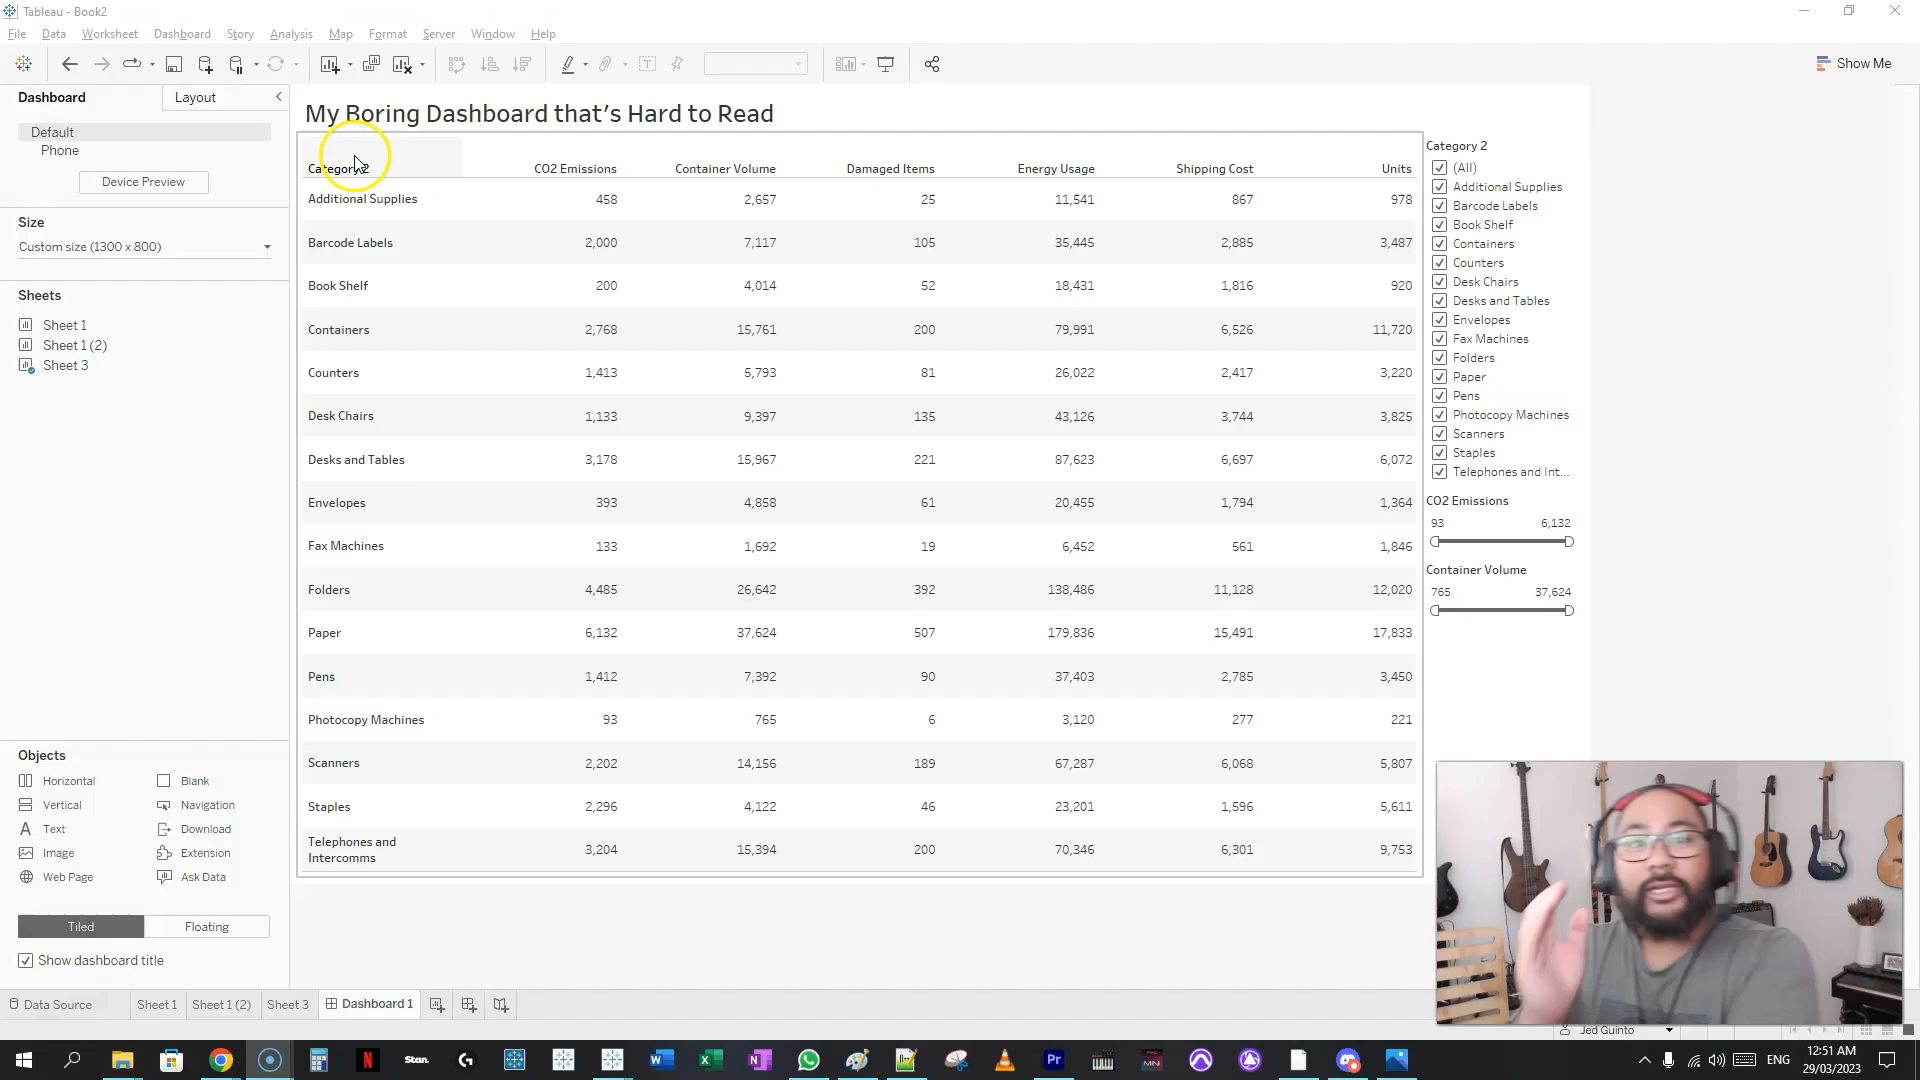 Tableau - Book2
File Data Worksheet Dashboard Story Analysis Map Format Server Window Help
Show Me
Dashboard Layout
Default
Phone
Device Preview
Size
Custom size (1300 x 800)
Sheets
Sheet 1
Sheet 1 (2)
Sheet 3
Objects
Horizontal Blank
Vertical Navigation
Text Download
Image Extension
Web Page Ask Data
Tiled Floating
Show dashboard title
My Boring Dashboard that's Hard to Read
Category 2 CO2 Emissions Container Volume Damaged Items Energy Usage Shipping Cost Units
Additional Supplies 458 2,657 25 11,541 867 978
Barcode Labels 2,000 7,117 105 35,445 2,885 3,487
Book Shelf 200 4,014 52 18,431 1,816 920
Containers 2,768 15,761 200 79,991 6,526 11,720
Counters 1,413 5,793 81 26,022 2,417 3,220
Desk Chairs 1,133 9,397 135 43,126 3,744 3,825
Desks and Tables 3,178 15,967 221 87,623 6,697 6,072
Envelopes 393 4,858 61 20,455 1,794 1,364
Fax Machines 133 1,692 19 6,452 561 1,846
Folders 4,485 26,642 392 138,486 11,128 12,020
Paper 6,132 37,624 507 179,836 15,491 17,833
Pens 1,412 7,392 90 37,403 2,785 3,450
Photocopy Machines 93 765 6 3,120 277 221
Scanners 2,202 14,156 189 67,287 6,068 5,807
Staples 2,296 4,122 46 23,201 1,596 5,611
Telephones and
Intercomms 3,204 15,394 200 70,346 6,301 9,753
Category 2
(All)
Additional Supplies
Barcode Labels
Book Shelf
Containers
Counters
Desk Chairs
Desks and Tables
Envelopes
Fax Machines
Folders
Paper
Pens
Photocopy Machines
Scanners
Staples
Telephones and Int...
CO2 Emissions
93 6,132
Container Volume
765 37,624
Data Source Sheet 1 Sheet 1 (2) Sheet 3 Dashboard 1
Jed Guinto
Stan.
ENG
12:51 AM
29/03/2023